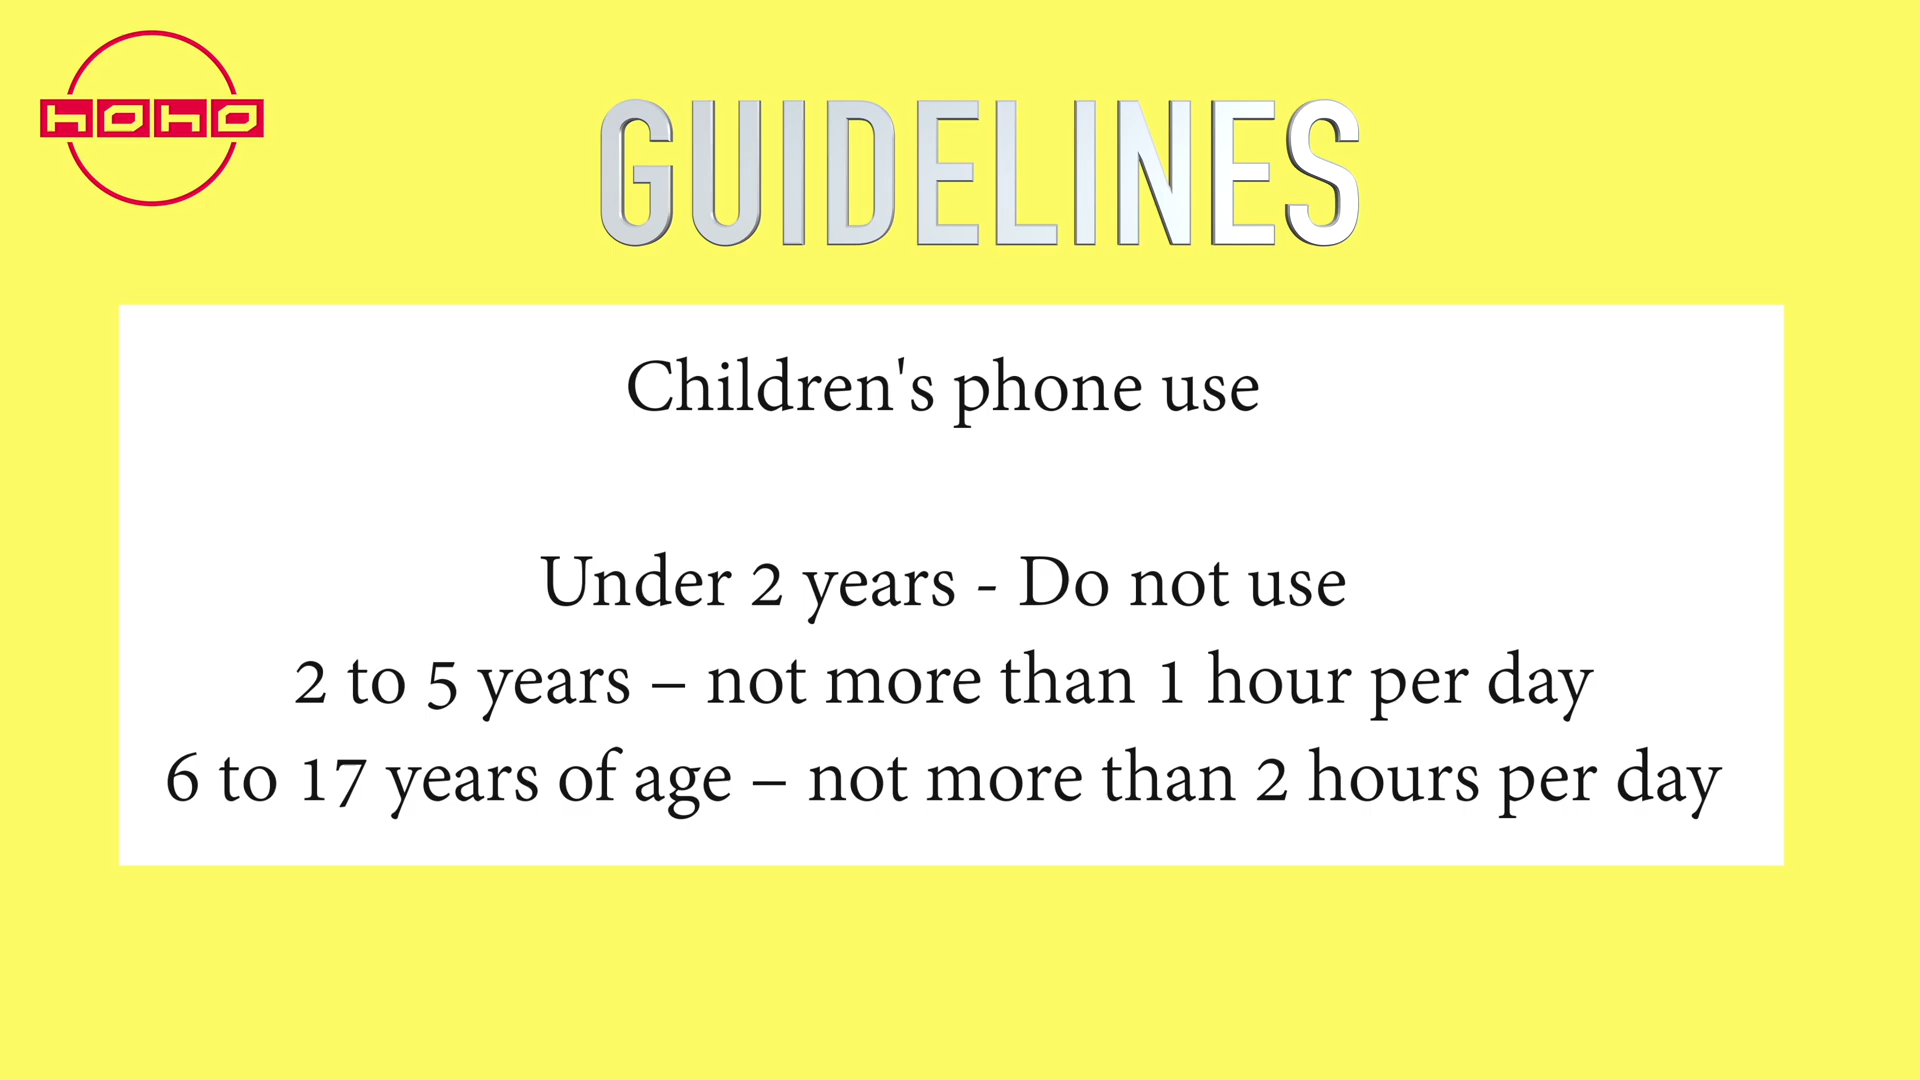 HOHO
GUIDELINES
Children's phone use
Under 2 years - Do not use
2 to 5 years – not more than 1 hour per day
6 to 17 years of age – not more than 2 hours per day